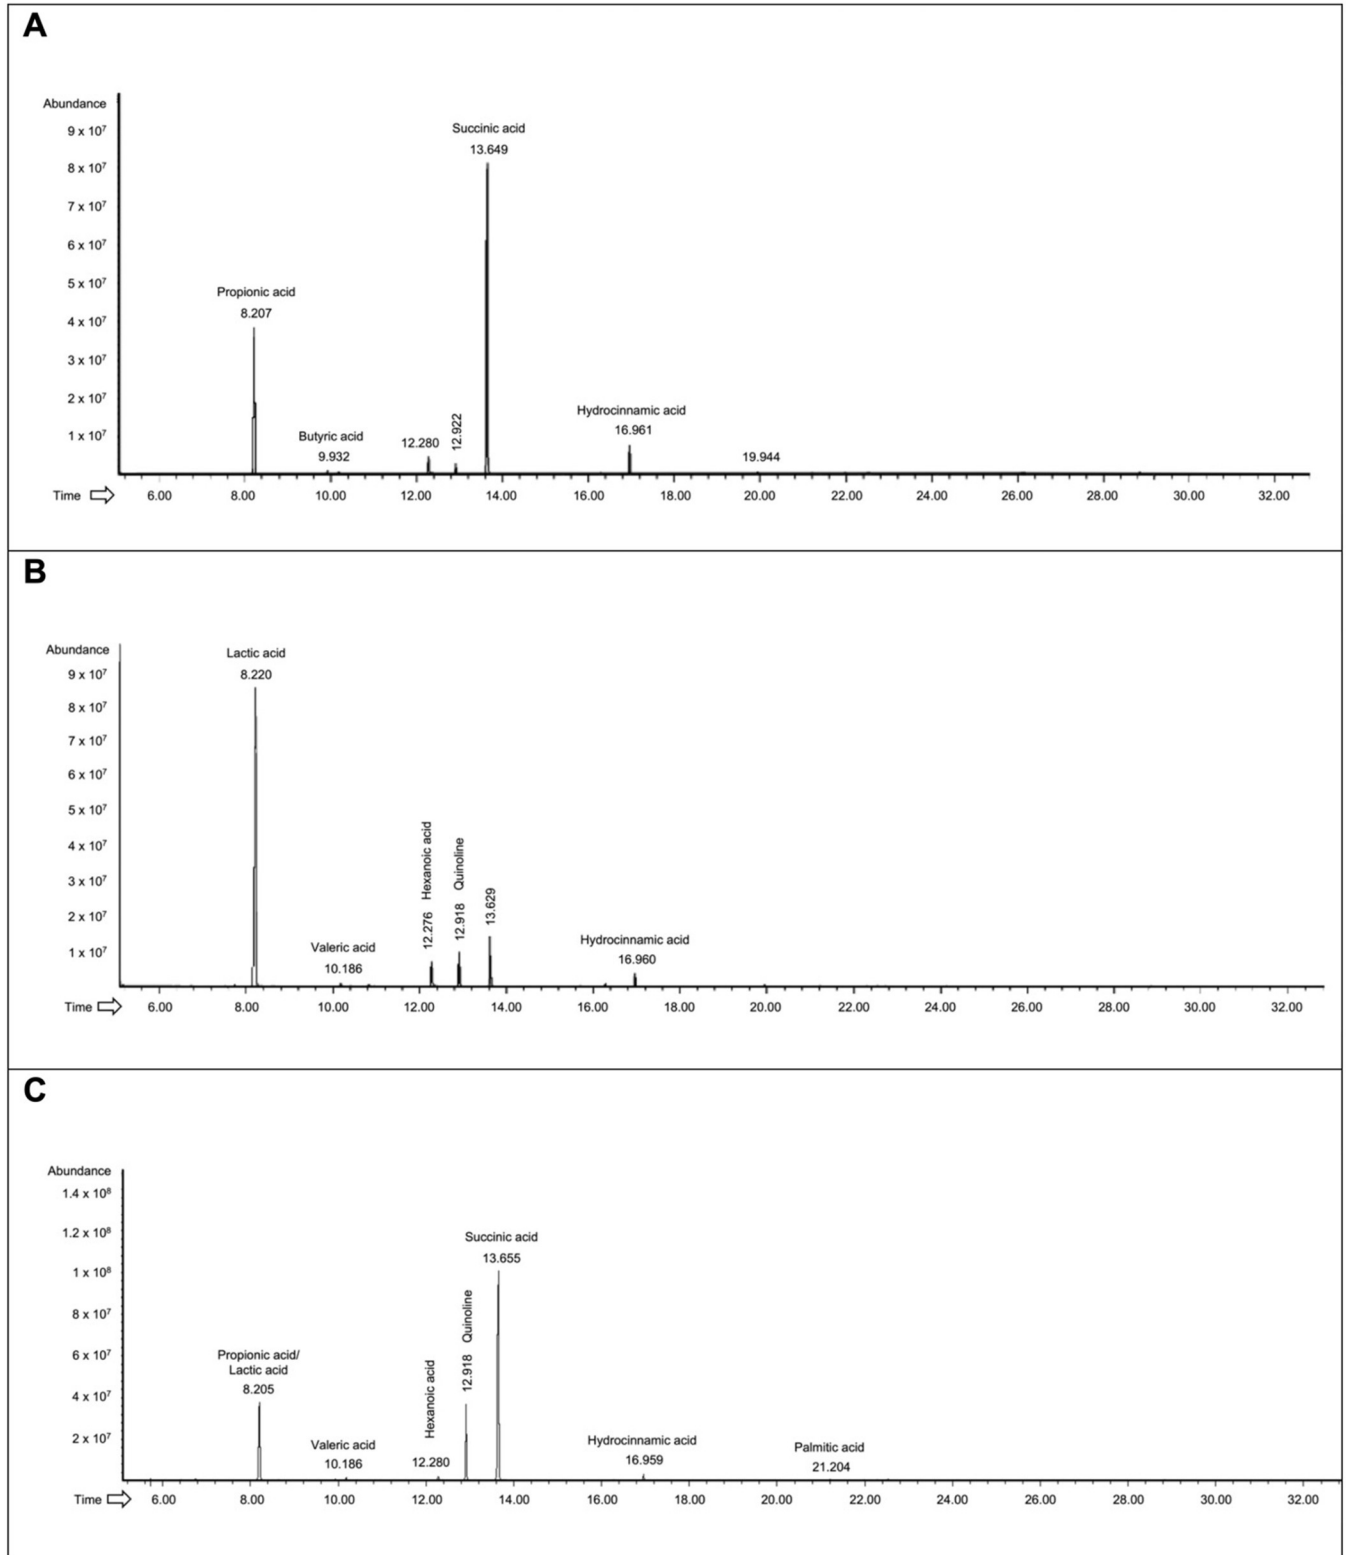 A
Abundance
9 x 10⁷
8 x 10⁷
7 x 10⁷
6 x 10⁷
5 x 10⁷
4 x 10⁷
3 x 10⁷
2 x 10⁷
1 x 10⁷
Propionic acid
8.207
Butyric acid
9.932
12.280
12.922
Succinic acid
13.649
Hydrocinnamic acid
16.961
19.944
Time
6.00 8.00 10.00 12.00 14.00 16.00 18.00 20.00 22.00 24.00 26.00 28.00 30.00 32.00
B
Abundance
9 x 10⁷
8 x 10⁷
7 x 10⁷
6 x 10⁷
5 x 10⁷
4 x 10⁷
3 x 10⁷
2 x 10⁷
1 x 10⁷
Lactic acid
8.220
Valeric acid
10.186
12.276 Hexanoic acid
12.918 Quinoline
13.629
Hydrocinnamic acid
16.960
Time
6.00 8.00 10.00 12.00 14.00 16.00 18.00 20.00 22.00 24.00 26.00 28.00 30.00 32.00
C
Abundance
1.4 x 10⁸
1.2 x 10⁸
1 x 10⁸
8 x 10⁷
6 x 10⁷
4 x 10⁷
2 x 10⁷
Propionic acid/
Lactic acid
8.205
Valeric acid
10.186
Hexanoic acid
12.280
12.918 Quinoline
Succinic acid
13.655
Hydrocinnamic acid
16.959
Palmitic acid
21.204
Time
6.00 8.00 10.00 12.00 14.00 16.00 18.00 20.00 22.00 24.00 26.00 28.00 30.00 32.00